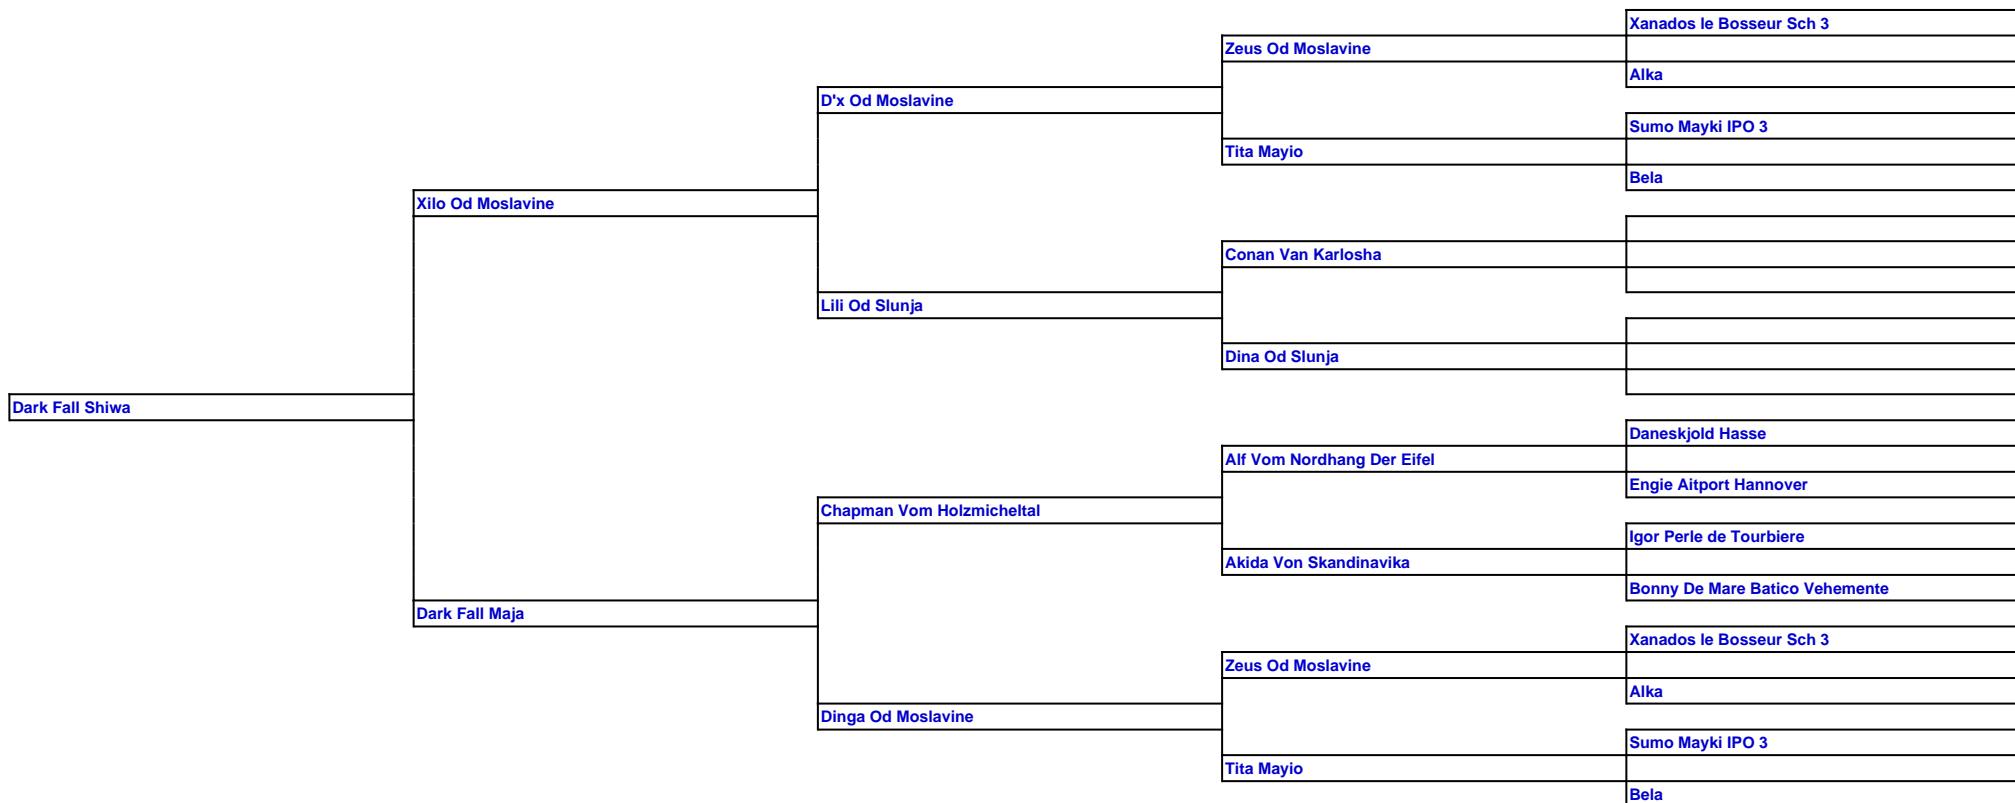 Xanados le Bosseur Sch 3
Zeus Od Moslavine
Alka
D'x Od Moslavine
Sumo Mayki IPO 3
Tita Mayio
Bela
Xilo Od Moslavine
Conan Van Karlosha
Lili Od Slunja
Dina Od Slunja
Dark Fall Shiwa
Daneskjold Hasse
Alf Vom Nordhang Der Eifel
Engie Aitport Hannover
Chapman Vom Holzmicheltal
Igor Perle de Tourbiere
Akida Von Skandinavika
Bonny De Mare Batico Vehemente
Dark Fall Maja
Xanados le Bosseur Sch 3
Zeus Od Moslavine
Alka
Dinga Od Moslavine
Sumo Mayki IPO 3
Tita Mayio
Bela